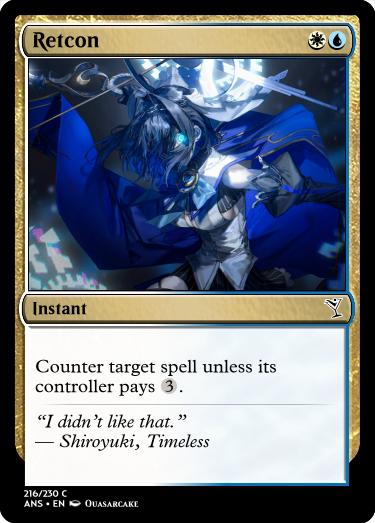 Retcon
Instant
Counter target spell unless its
controller pays 3.
“I didn’t like that.”
— Shiroyuki, Timeless
216/230 C
ANS • EN Quasarcake